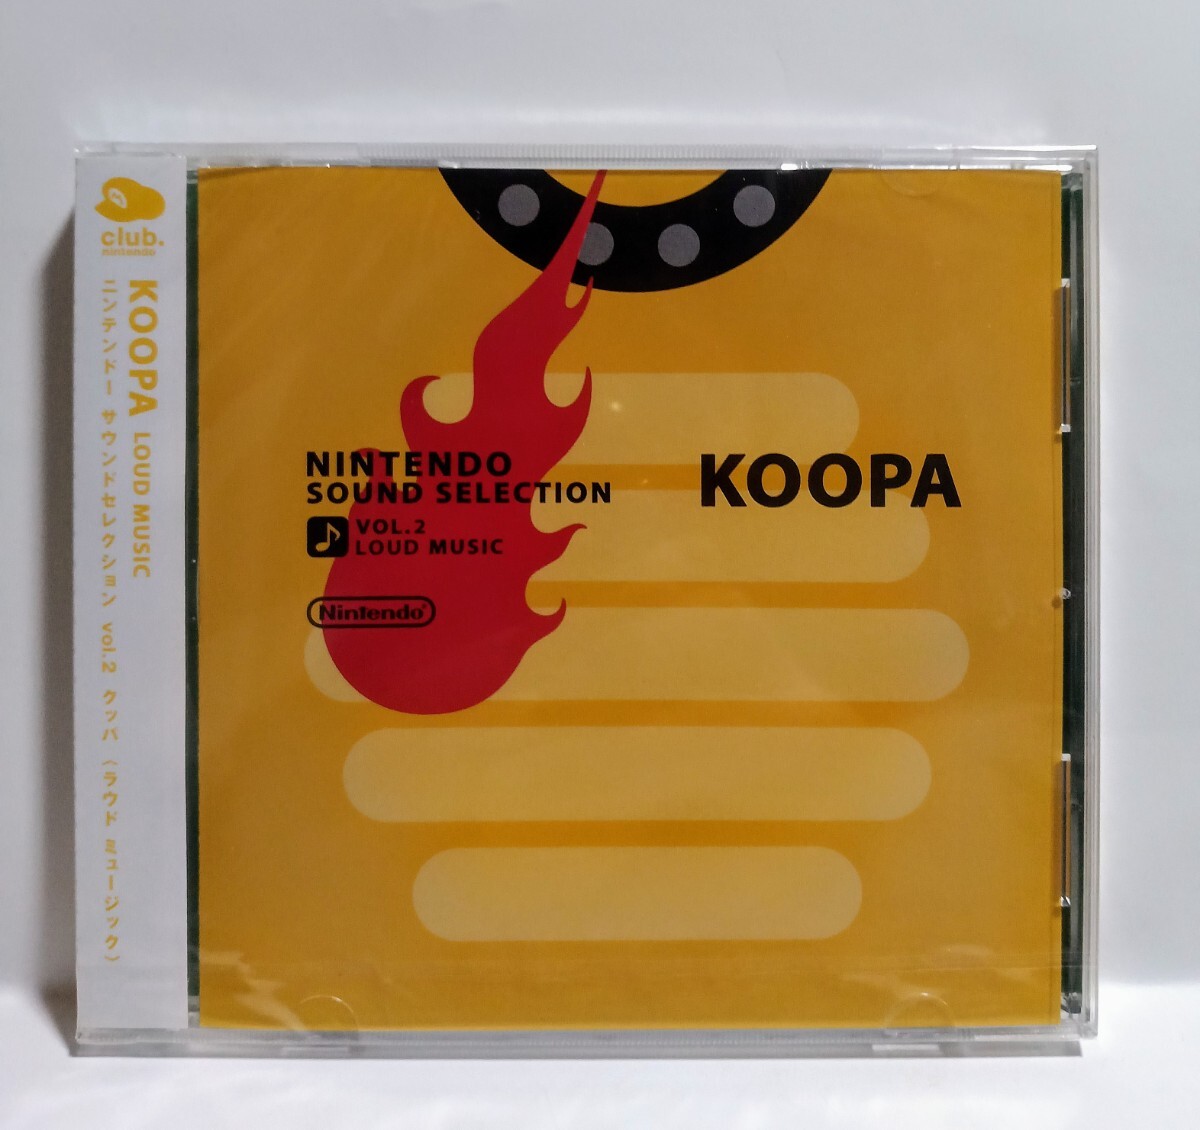 club.
nintendo
KOOPA LOUD MUSIC
ニンテンドー サウンドセレクション vol.2 クッパ（ラウド ミュージック）
NINTENDO
SOUND SELECTION
VOL.2
LOUD MUSIC
Nintendo®
KOOPA